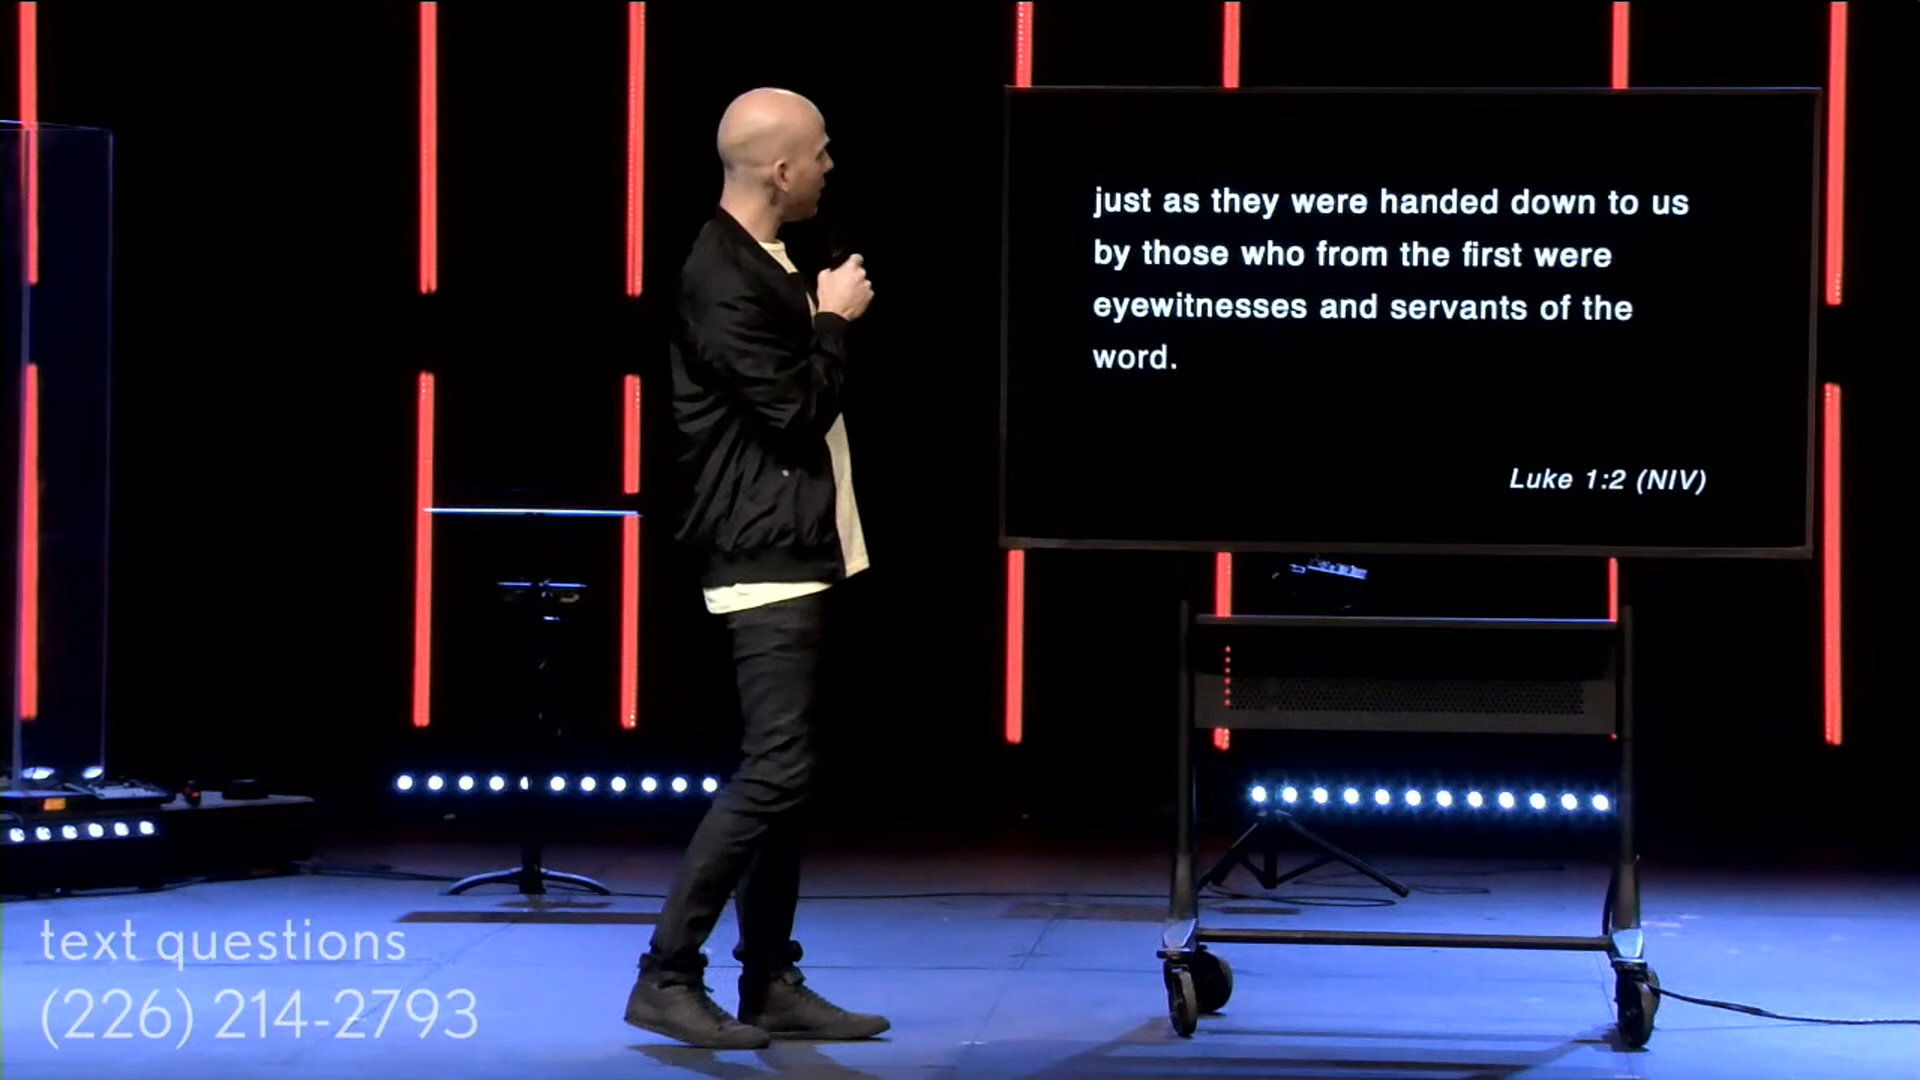 just as they were handed down to us
by those who from the first were
eyewitnesses and servants of the
word.
Luke 1:2 (NIV)
text questions
(226) 214-2793